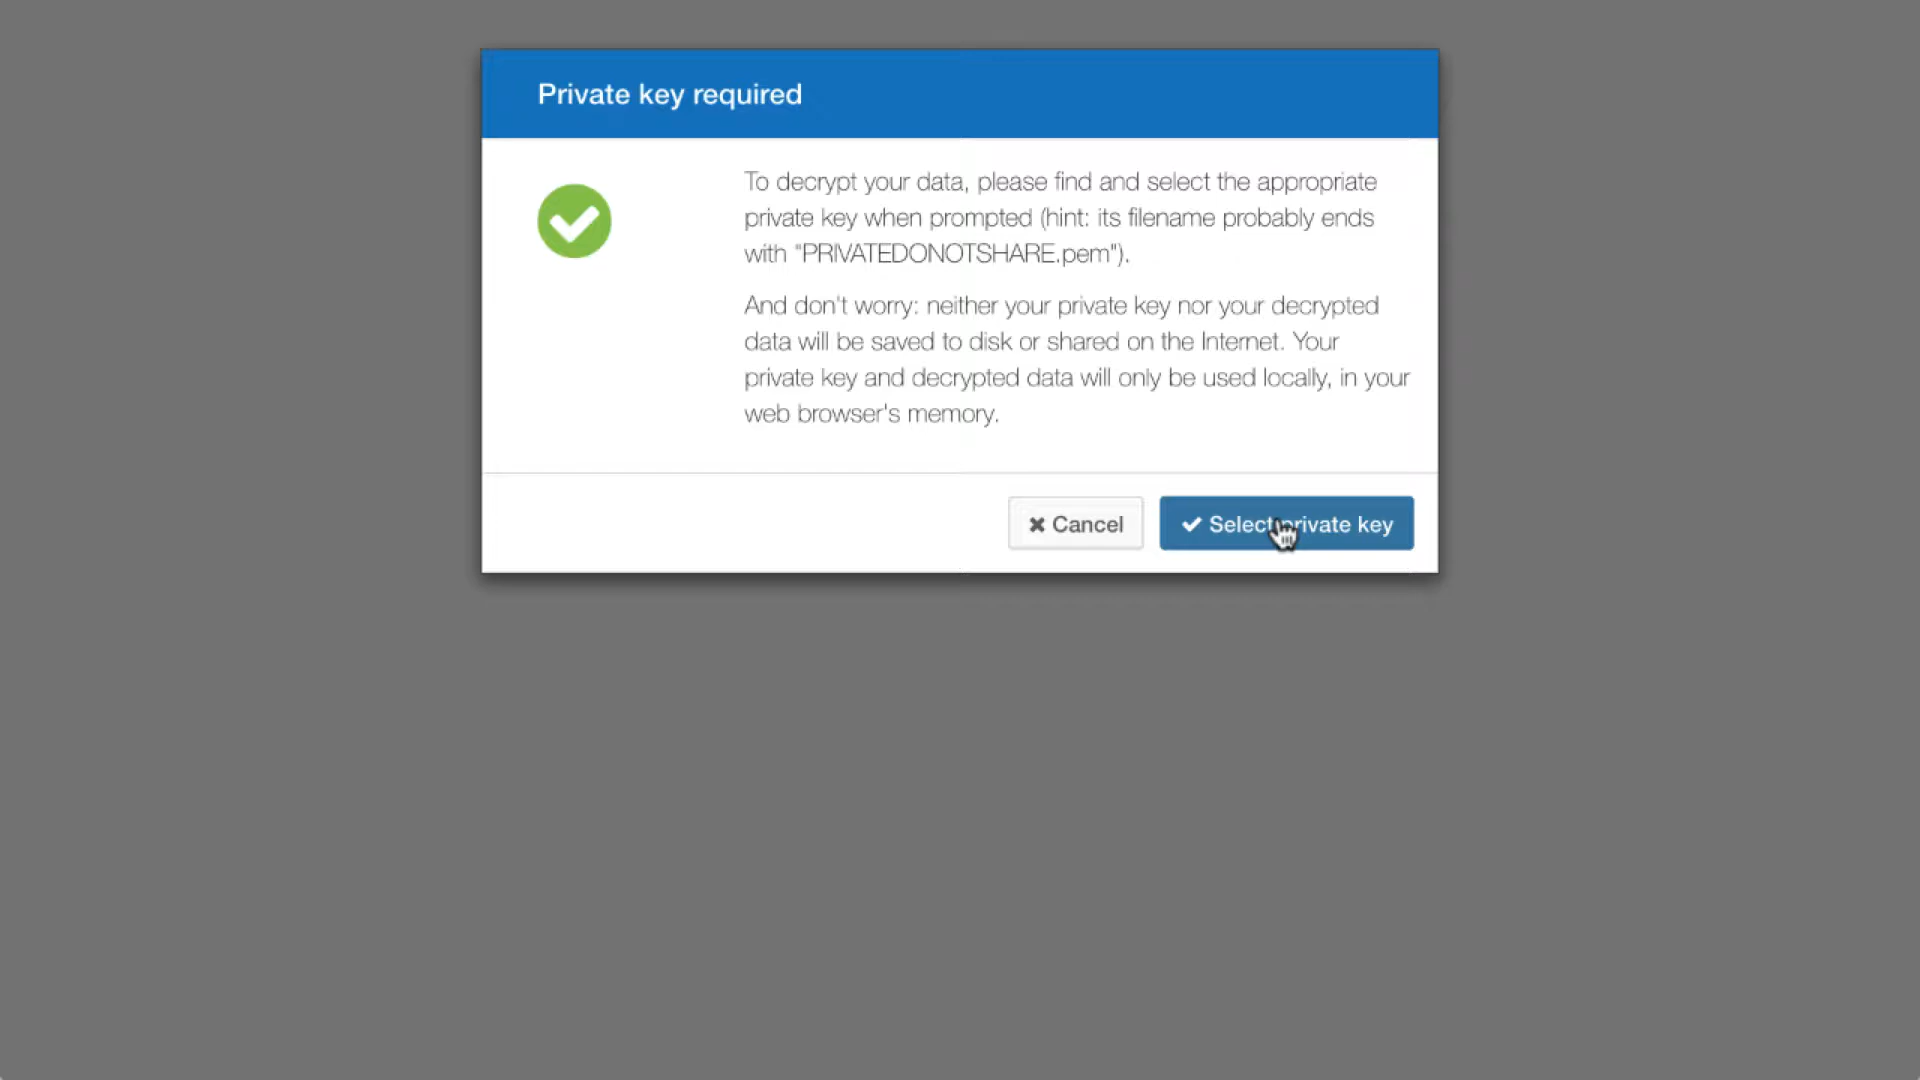 Private key required
To decrypt your data, please find and select the appropriate
private key when prompted (hint: its filename probably ends
with "PRIVATEDONOTSHARE.pem").
And don't worry: neither your private key nor your decrypted
data will be saved to disk or shared on the Internet. Your
private key and decrypted data will only be used locally, in your
web browser's memory.
Cancel
Select private key